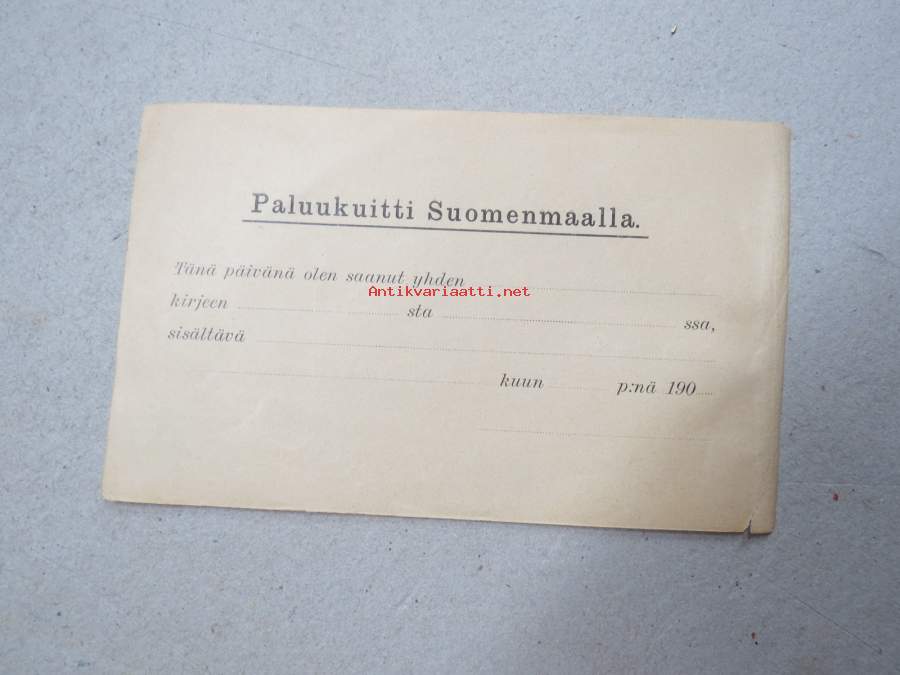 Paluukuitti Suomenmaalla.
Tänä päivänä olen saanut yhden
Antikvariaatti.net
kirjeen sta ssa,
sisältävä
kuun p:nä 190